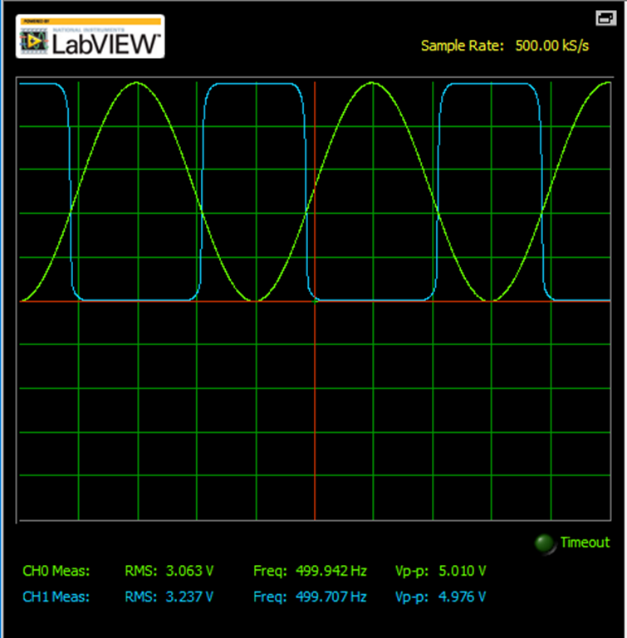 POWERED BY
NATIONAL INSTRUMENTS
LabVIEW™
Sample Rate: 500.00 kS/s
Timeout
CH0 Meas: RMS: 3.063 V Freq: 499.942 Hz Vp-p: 5.010 V
CH1 Meas: RMS: 3.237 V Freq: 499.707 Hz Vp-p: 4.976 V